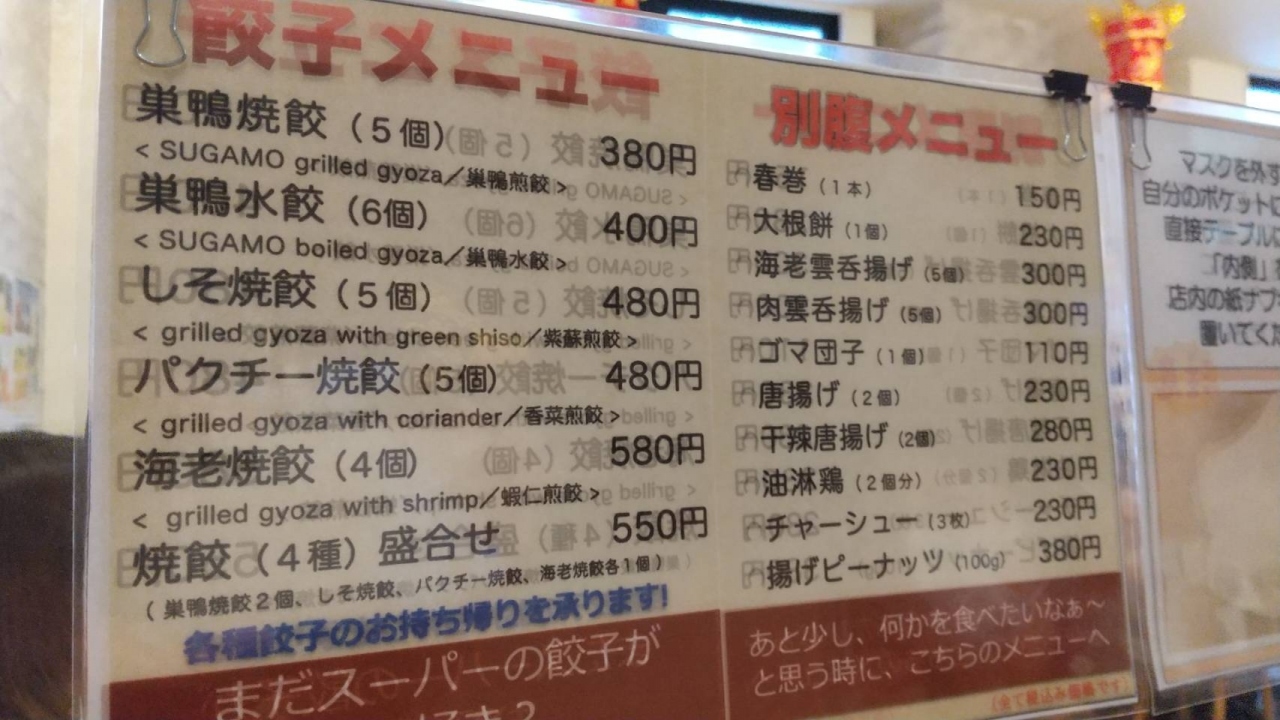 餃子メニュー
巣鴨焼餃（5個） 380円
< SUGAMO grilled gyoza／巣鴨煎餃 >
巣鴨水餃（6個） 400円
< SUGAMO boiled gyoza／巣鴨水餃 >
しそ焼餃（5個） 480円
< grilled gyoza with green shiso／紫蘇煎餃 >
パクチー焼餃（5個） 480円
< grilled gyoza with coriander／香菜煎餃 >
海老焼餃（4個） 580円
< grilled gyoza with shrimp／蝦仁煎餃 >
焼餃（4種）盛合せ 550円
（巣鴨焼餃2個、しそ焼餃、パクチー焼餃、海老焼餃各1個）
各種餃子のお持ち帰りを承ります!
まだスーパーの餃子が
別腹メニュー
春巻（1本） 150円
大根餅（1個） 230円
海老雲呑揚げ（5個） 300円
肉雲呑揚げ（5個） 300円
ゴマ団子（1個） 110円
唐揚げ（2個） 230円
干辣唐揚げ（2個） 280円
油淋鶏（2個分） 230円
チャーシュー（3枚） 230円
揚げピーナッツ（100g） 380円
あと少し、何かを食べたいなぁ〜
と思う時に、こちらのメニューへ
マスクを外す
自分のポケットに
直接テーブルに
「内側」
店内の紙ナプ
置いてく